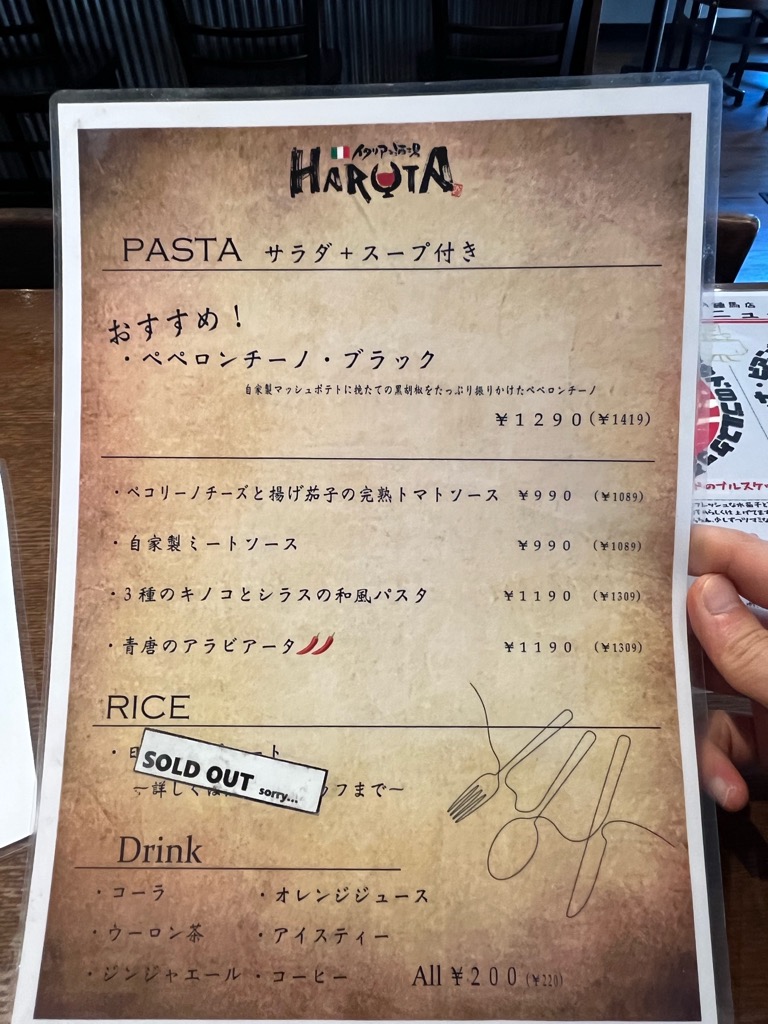 イタリアン酒場
HARUTA
PASTA サラダ+スープ付き
おすすめ!
・ペペロンチーノ・ブラック
自家製マッシュポテトに挽たての黒胡椒をたっぷり振りかけたペペロンチーノ
¥1290(¥1419)
・ペコリーノチーズと揚げ茄子の完熟トマトソース ¥990 (¥1089)
・自家製ミートソース ¥990 (¥1089)
・3種のキノコとシラスの和風パスタ ¥1190 (¥1309)
・青唐のアラビアータ ¥1190 (¥1309)
RICE
SOLD OUT sorry...
〜詳しく フまで〜
Drink
・コーラ ・オレンジジュース
・ウーロン茶 ・アイスティー
・ジンジャエール ・コーヒー All ¥200 (¥220)